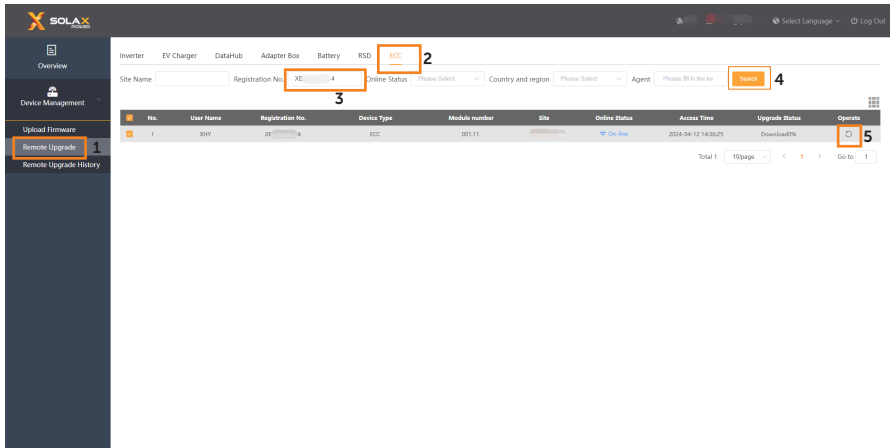 SOLAX
POWER
Select Language
Log Out
Overview
Device Management
Upload Firmware
Remote Upgrade 1
Remote Upgrade History
Inverter EV Charger DataHub Adapter Box Battery RSD ECC 2
Site Name Registration No. XE 4 Online Status Please Select Country and region Please Select Agent Please fill in the ke Search 4
3
No. User Name Registration No. Device Type Module number Site Online Status Access Time Upgrade Status Operate
1 XHY XE 4 ECC 001.11 On-line 2024-04-12 14:36:25 Download0% 5
Total 1 10/page < 1 > Go to 1